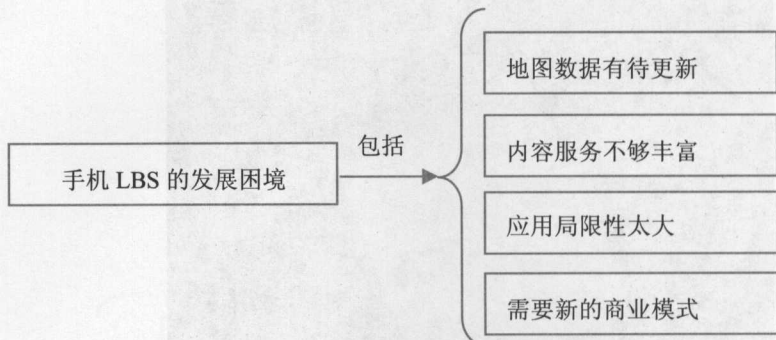 手机 LBS 的发展困境
包括
地图数据有待更新
内容服务不够丰富
应用局限性太大
需要新的商业模式